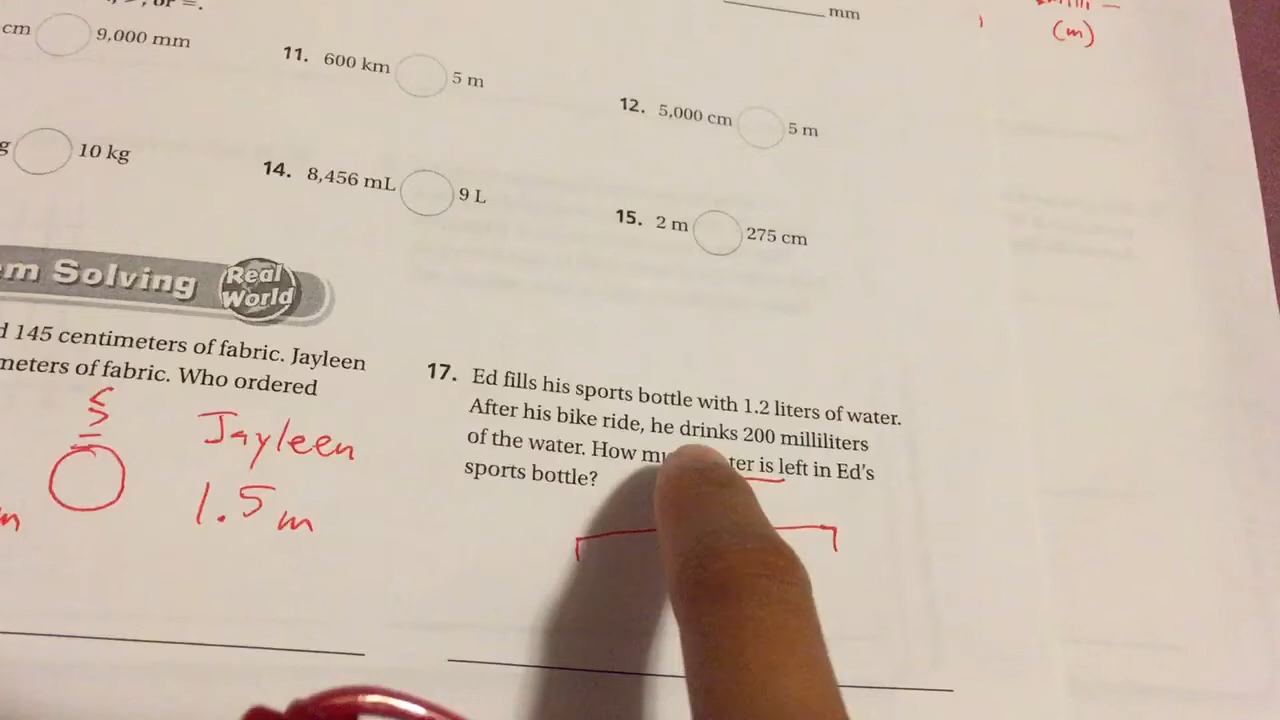 or =.
mm
(m)
cm 9,000 mm
11. 600 km 5 m
12. 5,000 cm 5 m
g 10 kg
14. 8,456 mL 9 L
15. 2 m 275 cm
m Solving Real World
145 centimeters of fabric. Jayleen
meters of fabric. Who ordered
< > =
Jayleen
1.5 m
m
17. Ed fills his sports bottle with 1.2 liters of water.
After his bike ride, he drinks 200 milliliters
of the water. How is left in Ed's
sports bottle?